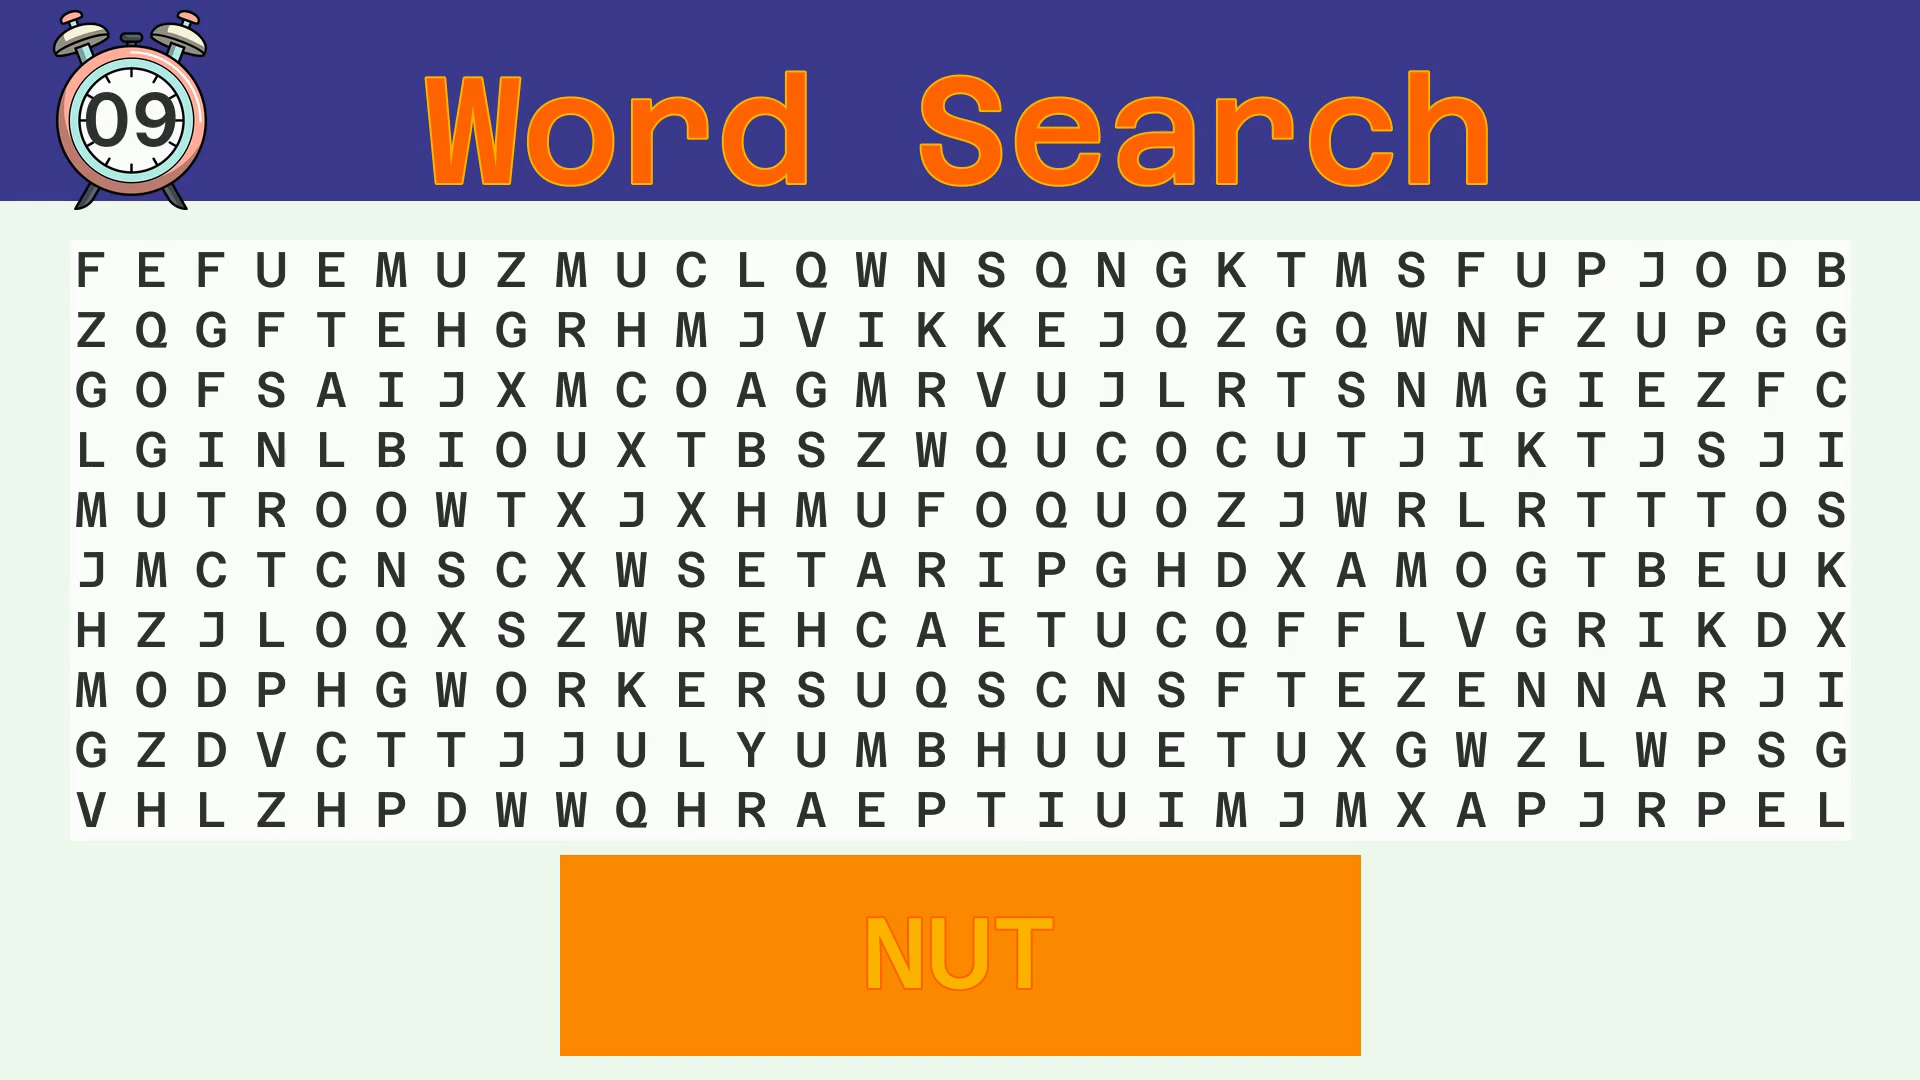 09
Word Search
F E F U E M U Z M U C L Q W N S Q N G K T M S F U P J O D B
Z Q G F T E H G R H M J V I K K E J Q Z G Q W N F Z U P G G
G O F S A I J X M C O A G M R V U J L R T S N M G I E Z F C
L G I N L B I O U X T B S Z W Q U C O C U T J I K T J S J I
M U T R O O W T X J X H M U F O Q U O Z J W R L R T T T O S
J M C T C N S C X W S E T A R I P G H D X A M O G T B E U K
H Z J L O Q X S Z W R E H C A E T U C Q F F L V G R I K D X
M O D P H G W O R K E R S U Q S C N S F T E Z E N N A R J I
G Z D V C T T J J U L Y U M B H U U E T U X G W Z L W P S G
V H L Z H P D W W Q H R A E P T I U I M J M X A P J R P E L
NUT